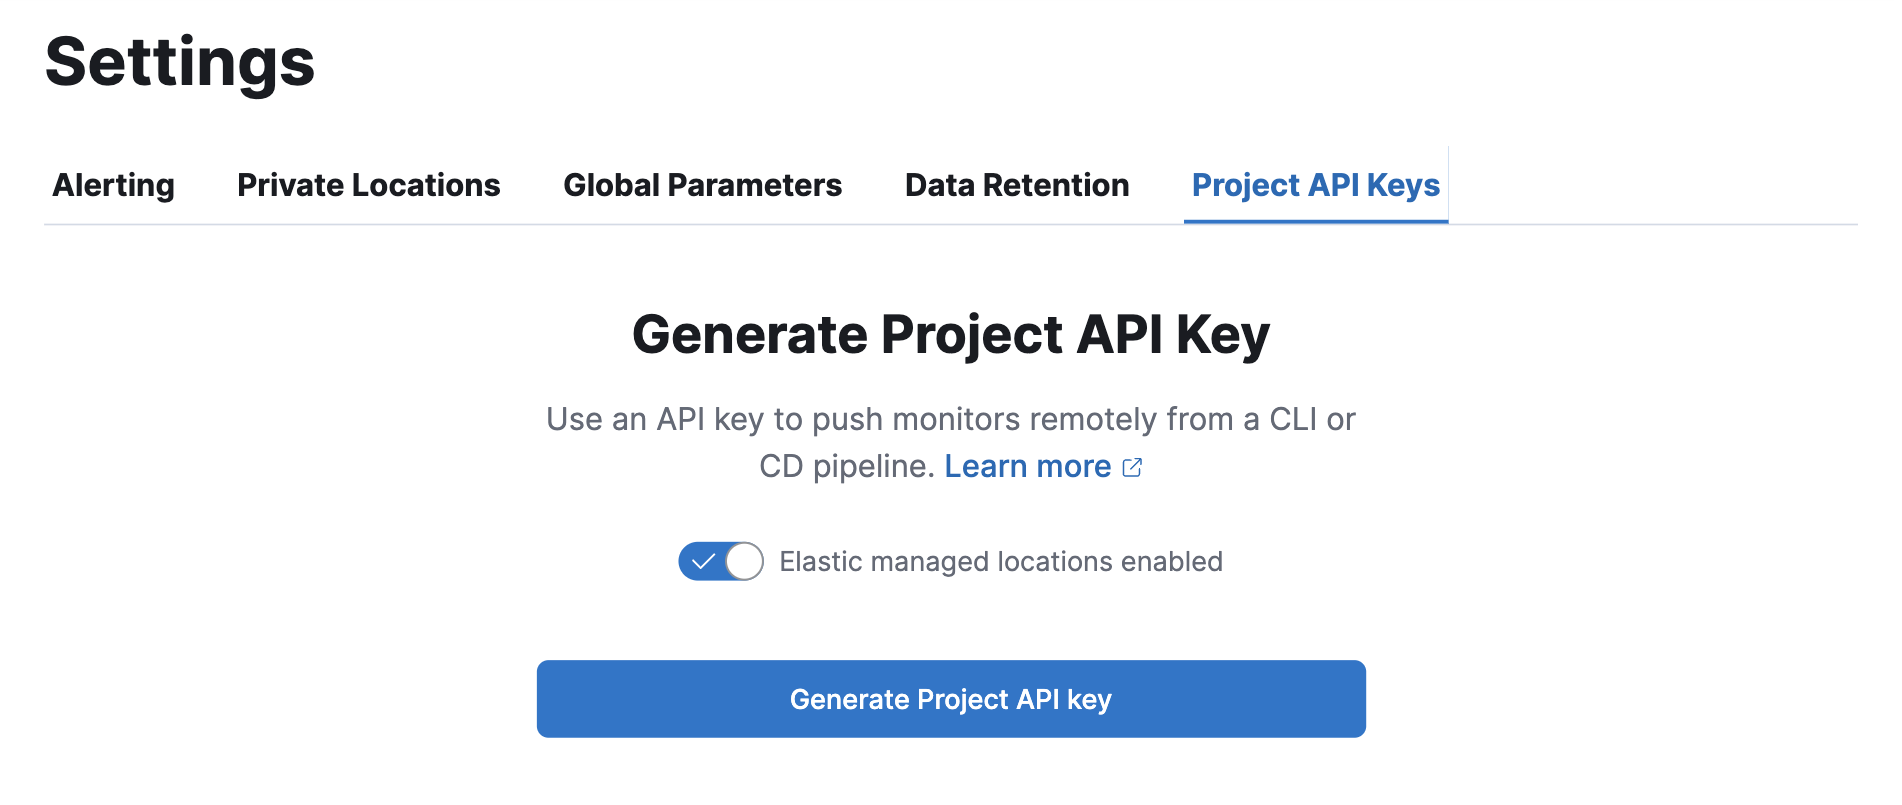 Settings
Alerting Private Locations Global Parameters Data Retention Project API Keys
Generate Project API Key
Use an API key to push monitors remotely from a CLI or
CD pipeline. Learn more
Elastic managed locations enabled
Generate Project API key